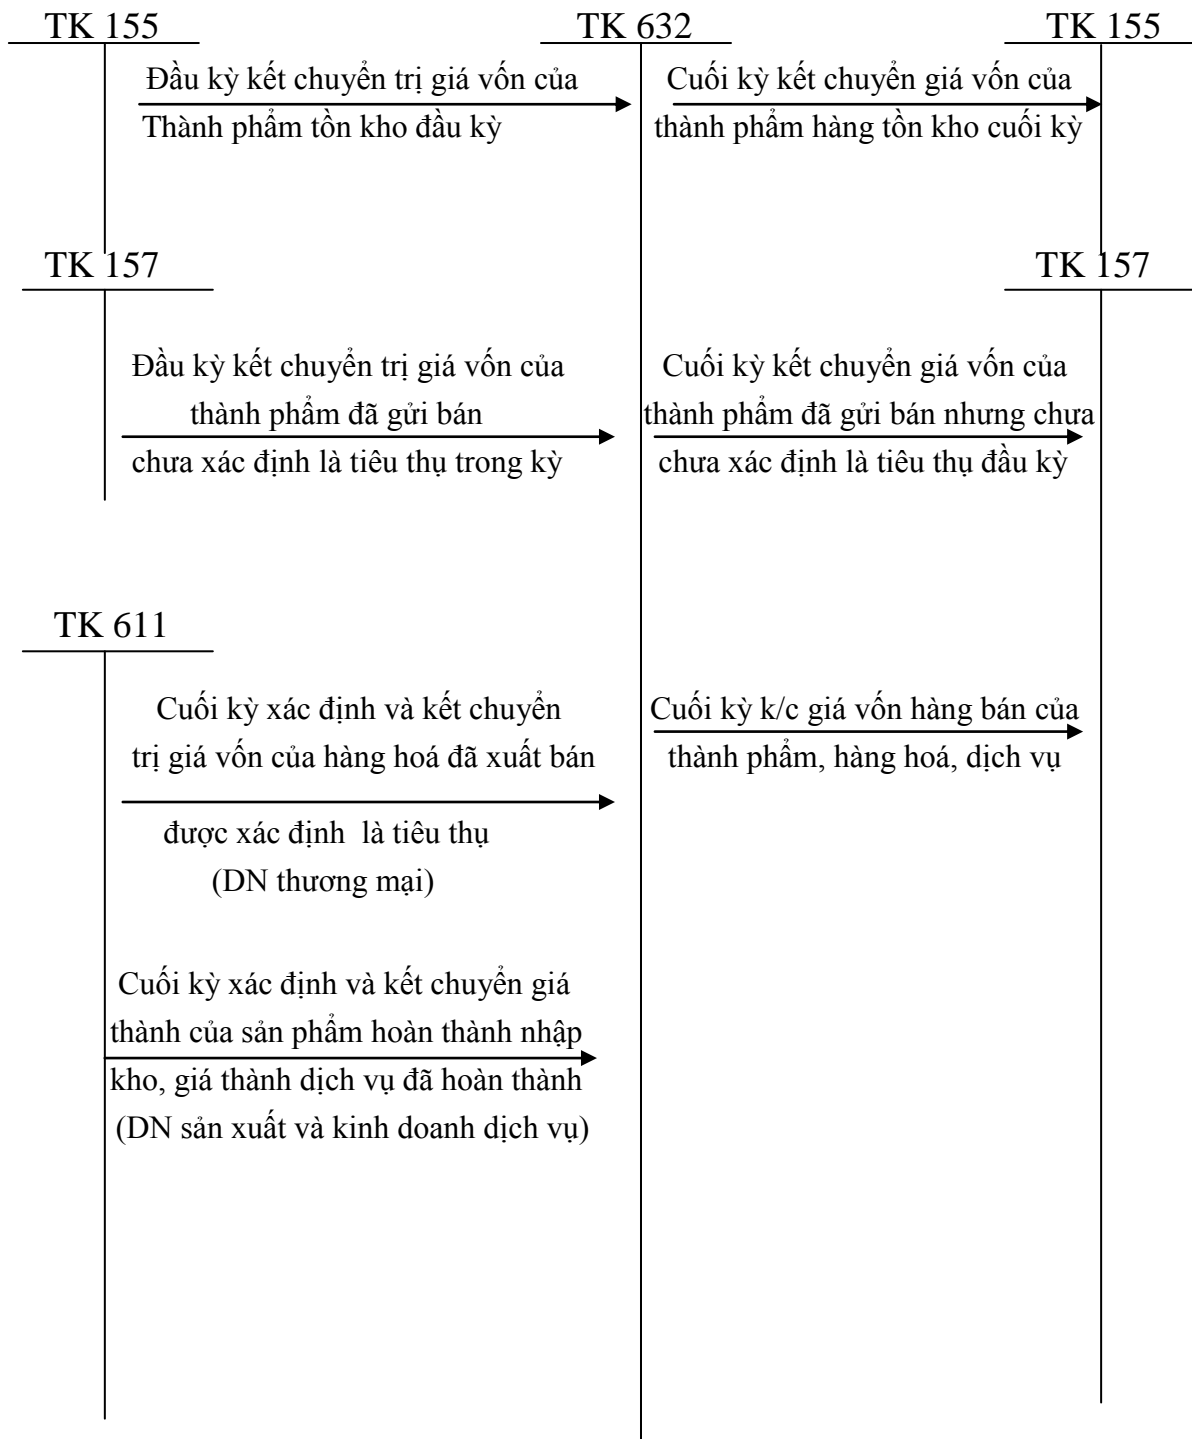 TK 155
TK 632
TK 155
Đầu kỳ kết chuyển trị giá vốn của
Thành phẩm tồn kho đầu kỳ
Cuối kỳ kết chuyển giá vốn của
thành phẩm hàng tồn kho cuối kỳ
TK 157
TK 157
Đầu kỳ kết chuyển trị giá vốn của
thành phẩm đã gửi bán
chưa xác định là tiêu thụ trong kỳ
Cuối kỳ kết chuyển giá vốn của
thành phẩm đã gửi bán nhưng chưa
chưa xác định là tiêu thụ đầu kỳ
TK 611
Cuối kỳ xác định và kết chuyển
trị giá vốn của hàng hoá đã xuất bán
được xác định là tiêu thụ
(DN thương mại)
Cuối kỳ k/c giá vốn hàng bán của
thành phẩm, hàng hoá, dịch vụ
Cuối kỳ xác định và kết chuyển giá
thành của sản phẩm hoàn thành nhập
kho, giá thành dịch vụ đã hoàn thành
(DN sản xuất và kinh doanh dịch vụ)